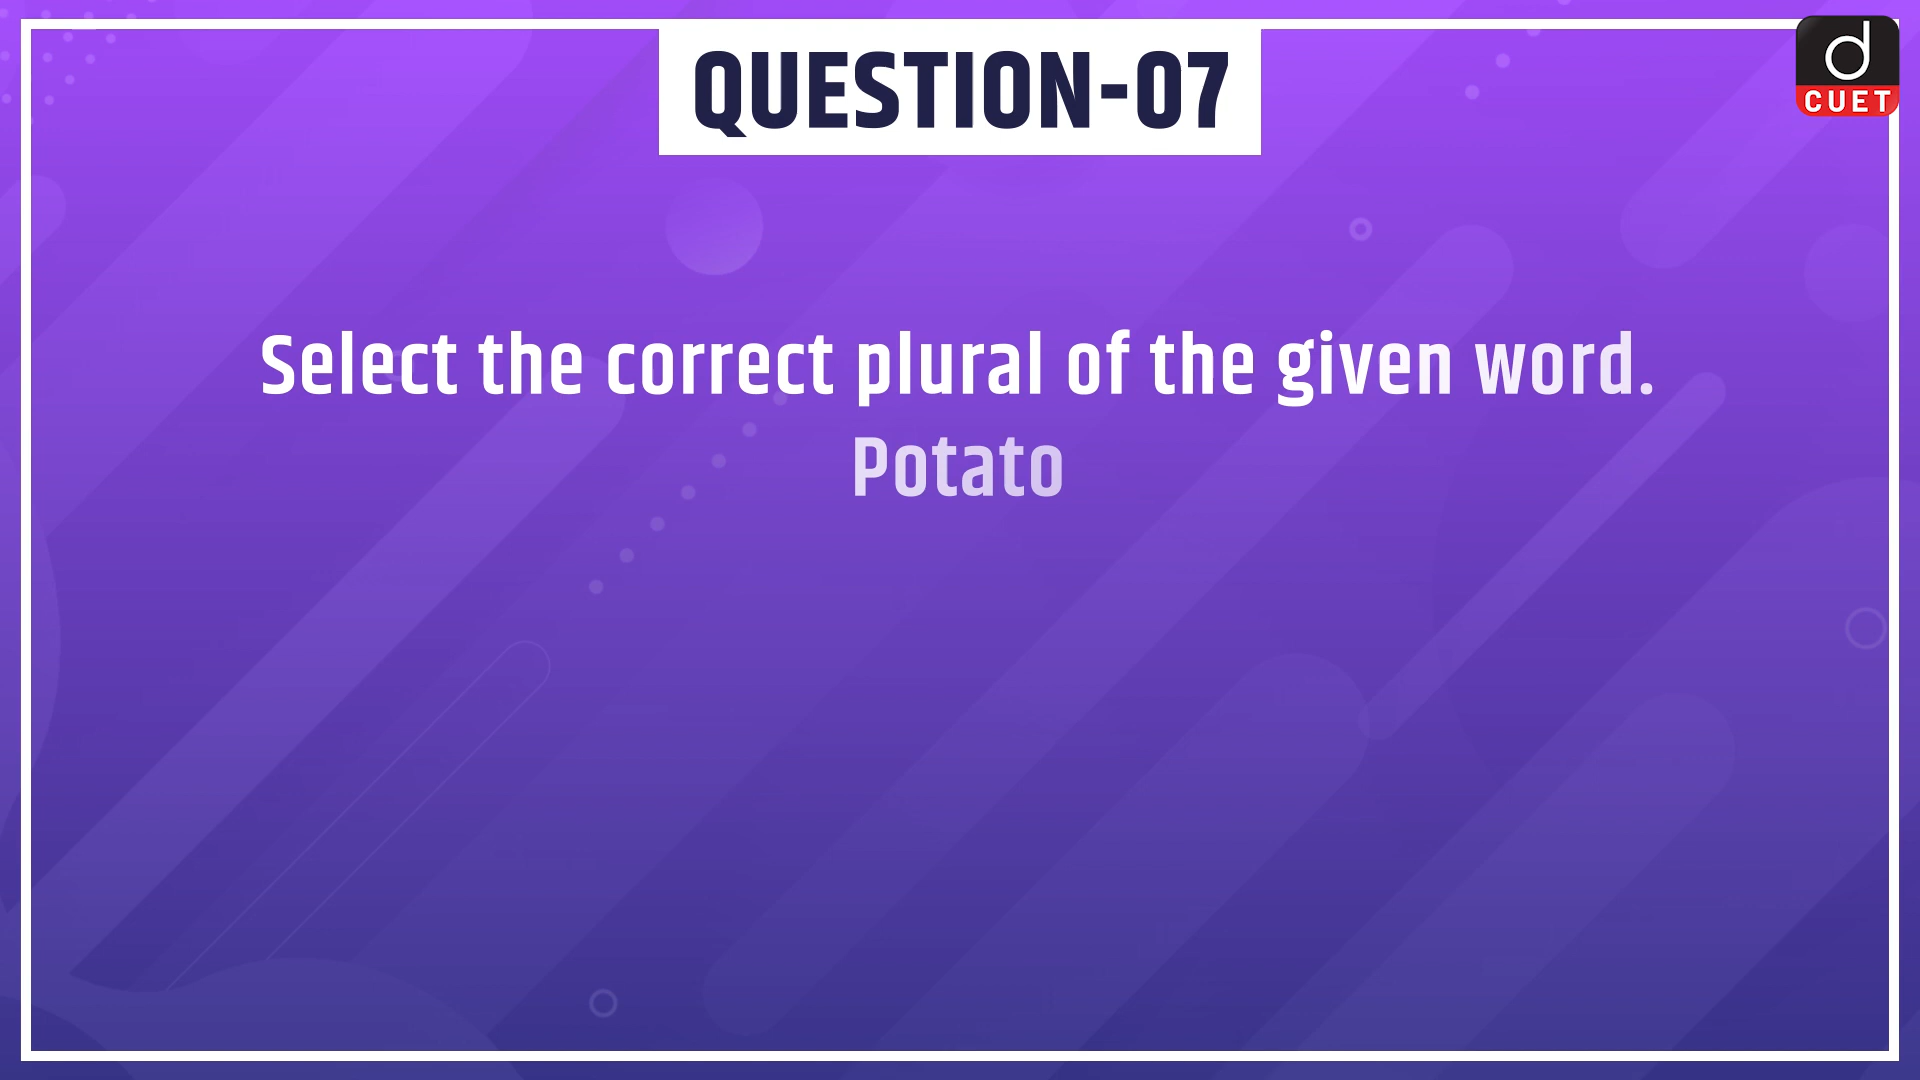 QUESTION-07
d
CUET
Select the correct plural of the given word.
Potato